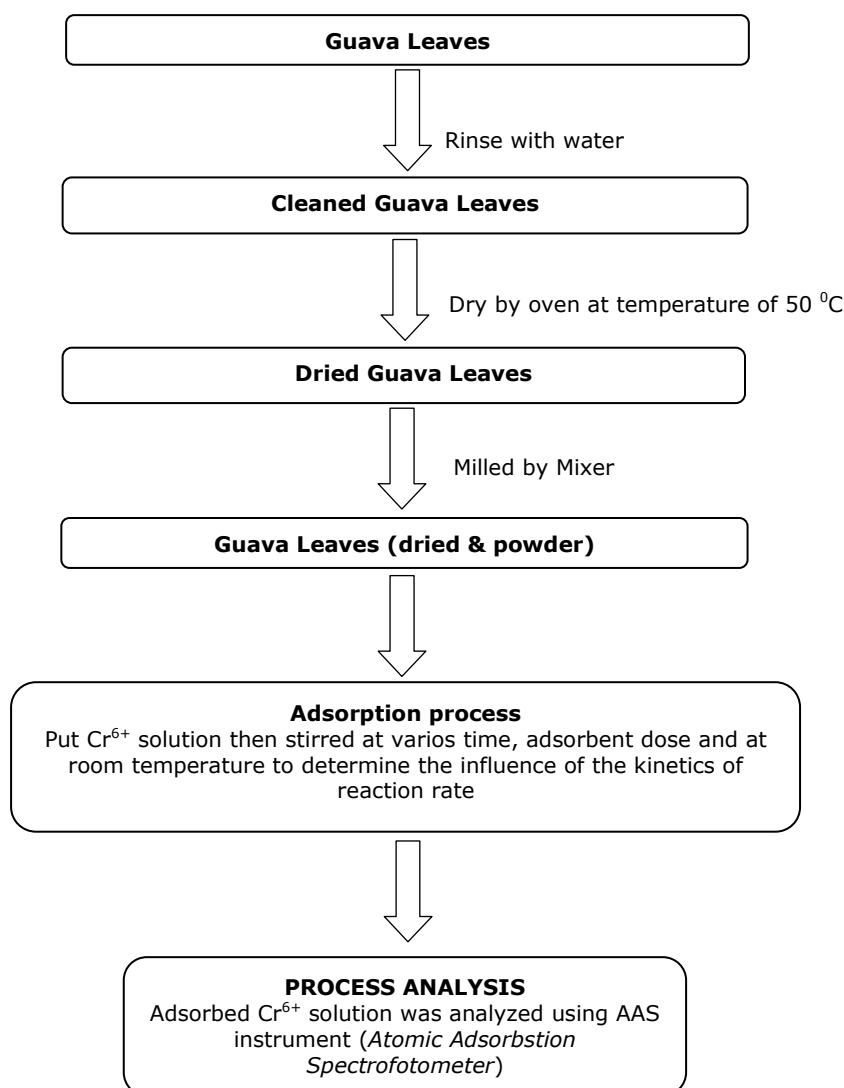 Guava Leaves
Rinse with water
Cleaned Guava Leaves
Dry by oven at temperature of 50 ⁰C
Dried Guava Leaves
Milled by Mixer
Guava Leaves (dried & powder)
Adsorption process
Put Cr⁶⁺ solution then stirred at varios time, adsorbent dose and at
room temperature to determine the influence of the kinetics of
reaction rate
PROCESS ANALYSIS
Adsorbed Cr⁶⁺ solution was analyzed using AAS
instrument (Atomic Adsorbstion
Spectrofotometer)